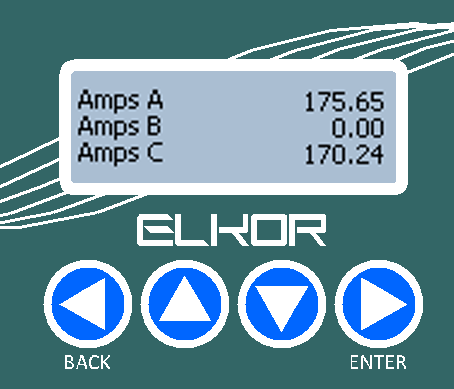 Amps A 175.65
Amps B 0.00
Amps C 170.24
ELKOR
BACK ENTER